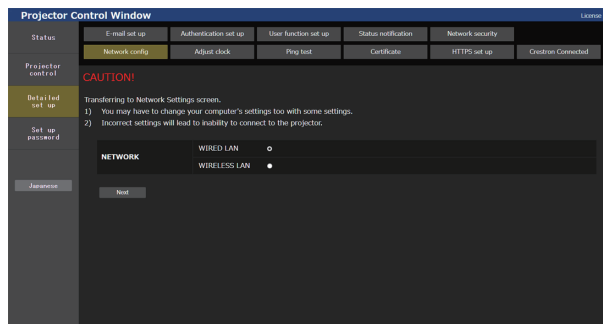 Projector Control Window
License
Status
Projector
control
Detailed
set up
Set up
password
Japanese
E-mail set up
Authentication set up
User function set up
Status notification
Network security
Network config
Adjust clock
Ping test
Certificate
HTTPS set up
Crestron Connected
CAUTION!
Transferring to Network Settings screen.
1) You may have to change your computer's settings too with some settings.
2) Incorrect settings will lead to inability to connect to the projector.
NETWORK
WIRED LAN
WIRELESS LAN
Next